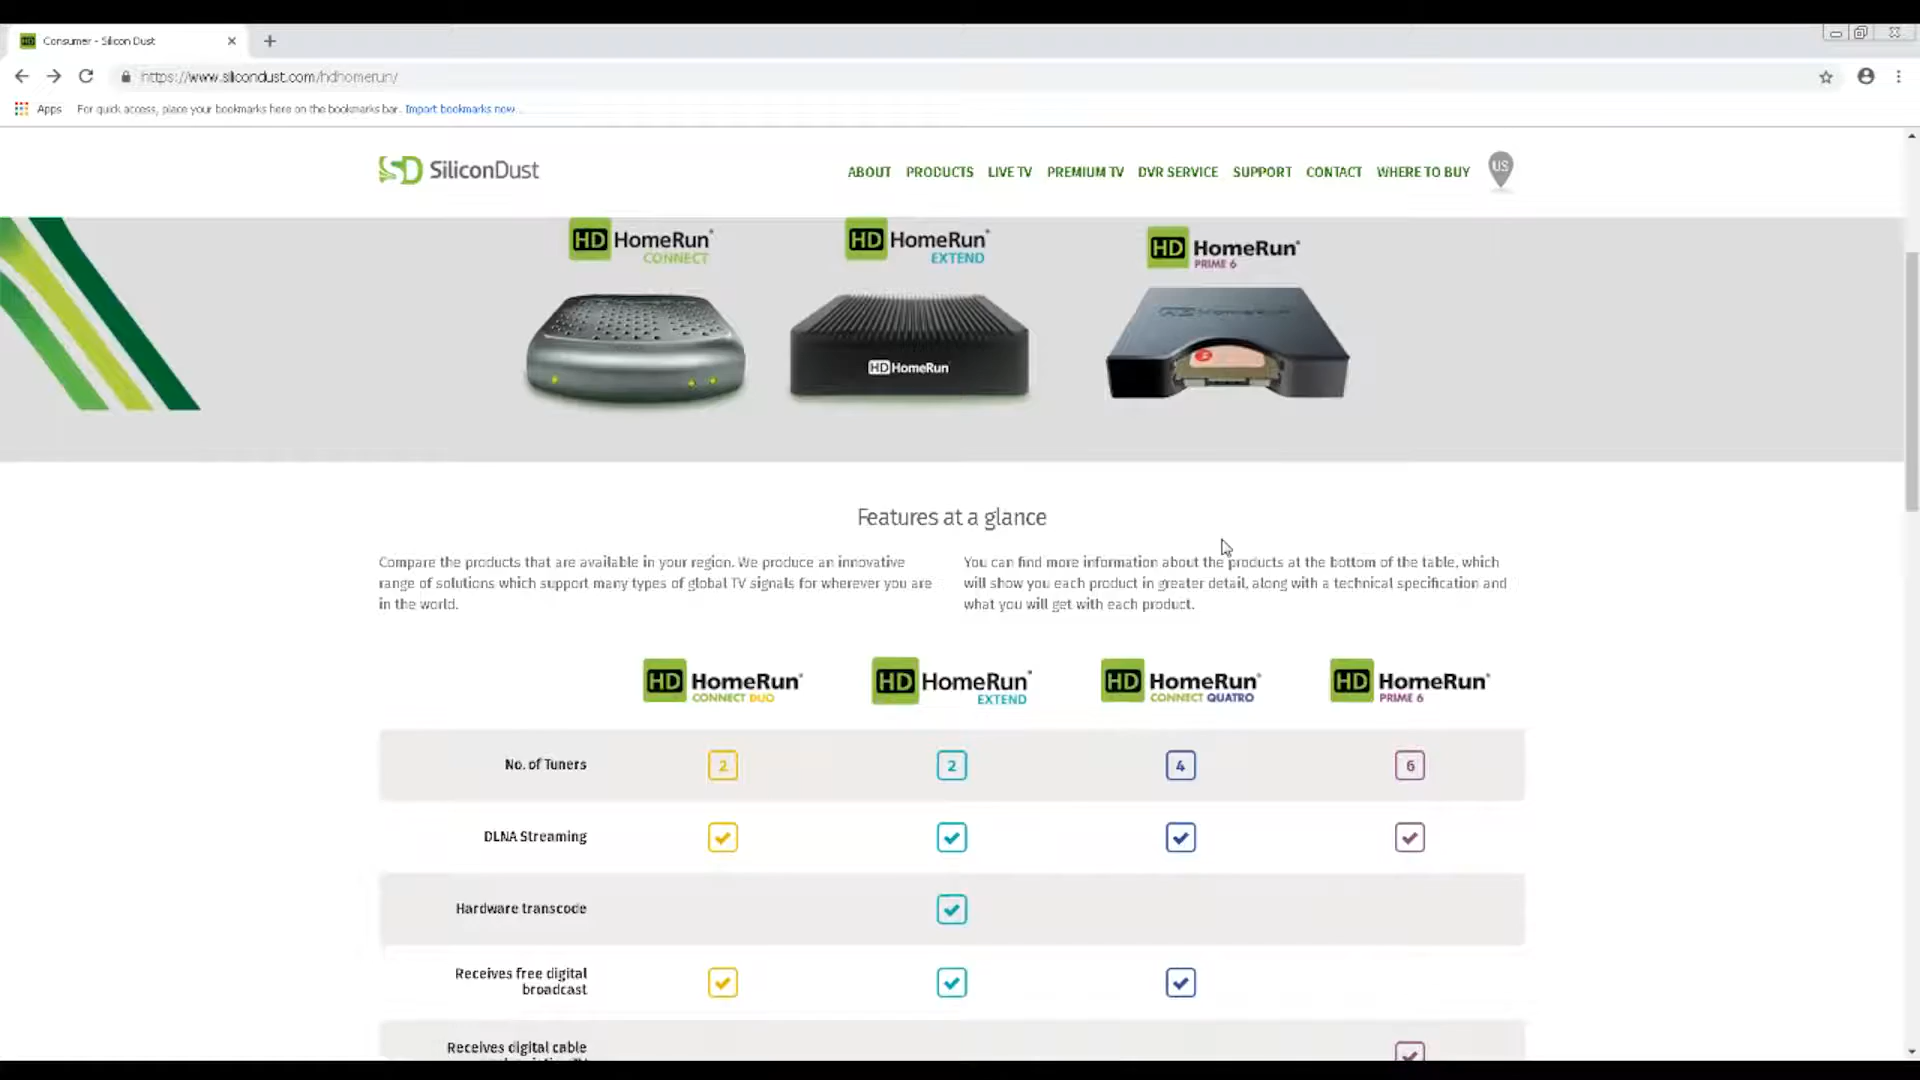 Consumer - Silicon Dust
https://www.silicondust.com/hdhomerun/
Apps For quick access, place your bookmarks here on the bookmarks bar. Import bookmarks now...
SD SiliconDust
ABOUT PRODUCTS LIVE TV PREMIUM TV DVR SERVICE SUPPORT CONTACT WHERE TO BUY US
HD HomeRun® CONNECT
HD HomeRun® EXTEND
HD HomeRun® PRIME 6
HD HomeRun
Features at a glance
Compare the products that are available in your region. We produce an innovative
range of solutions which support many types of global TV signals for wherever you are
in the world.
You can find more information about the products at the bottom of the table, which
will show you each product in greater detail, along with a technical specification and
what you will get with each product.
HD HomeRun® CONNECT DUO
HD HomeRun® EXTEND
HD HomeRun® CONNECT QUATRO
HD HomeRun® PRIME 6
No. of Tuners 2 2 4 6
DLNA Streaming
Hardware transcode
Receives free digital
broadcast
Receives digital cable